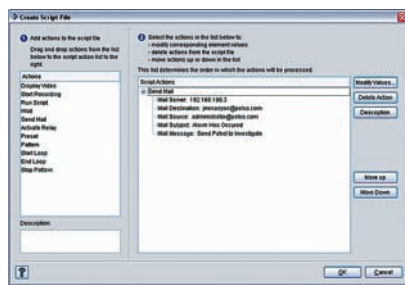 Create Script File
1 Add actions to the script file
Drag and drop actions from the list
below to the script action list to the
right.
Actions
Display Video
Start Recording
Run Script
Wait
Send Mail
Activate Relay
Preset
Pattern
Start Loop
End Loop
Stop Pattern
Description:
2 Select the actions in the list below to:
- modify corresponding element values
- delete actions from the script file
- move actions up or down in the list
This list determines the order in which the actions will be processed.
Script Actions
Send Mail
Mail Server: 192.168.100.3
Mail Destination:
Mail Source: administrator@pelco.com
Mail Subject: Alarm Has Occured
Mail Message: Send Patrol to Investigate
Modify Values...
Delete Action
Description
Move up
Move Down
?
OK
Cancel